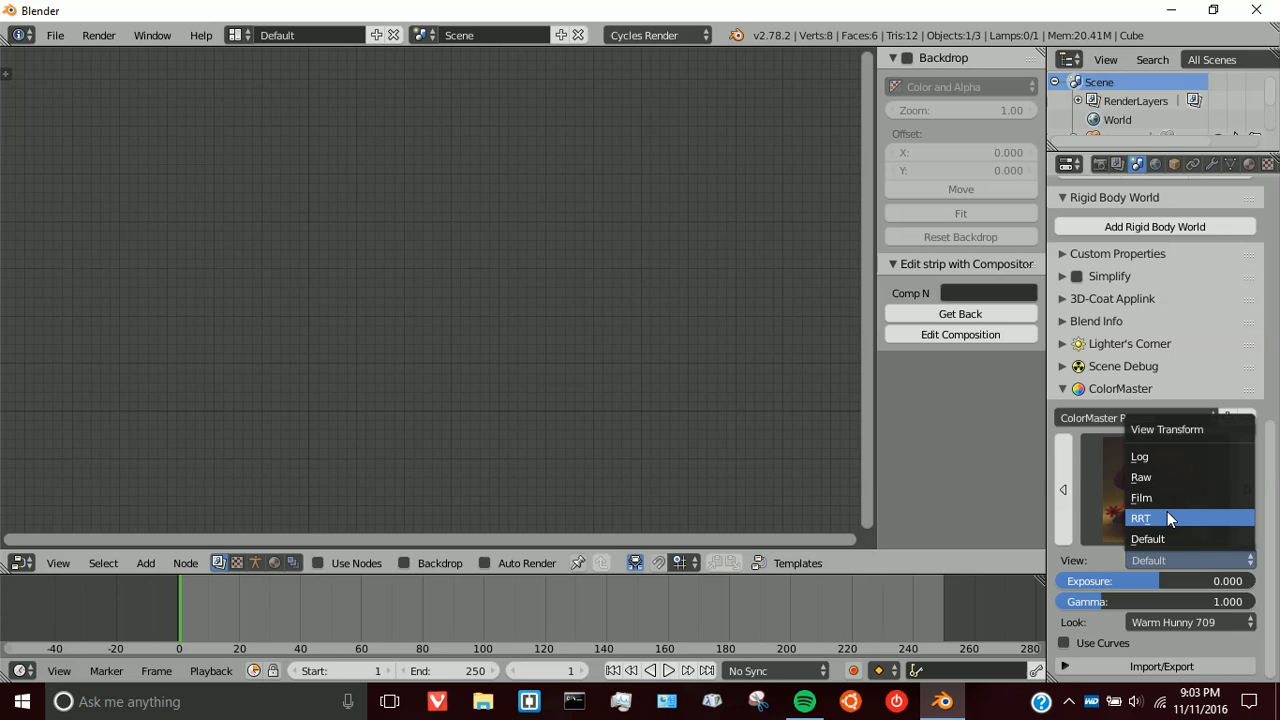 Blender
File Render Window Help Default Scene Cycles Render v2.78.2 | Verts:8 | Faces:6 | Tris:12 | Objects:1/3 | Lamps:0/1 | Mem:20.41M | Cube
Backdrop
Color and Alpha
Zoom: 1.00
Offset:
X: 0.000
Y: 0.000
Move
Fit
Reset Backdrop
Edit strip with Compositor
Comp N
Get Back
Edit Composition
View Search All Scenes
Scene
RenderLayers
World
Rigid Body World
Add Rigid Body World
Custom Properties
Simplify
3D-Coat Applink
Blend Info
Lighter's Corner
Scene Debug
ColorMaster
ColorMaster P
View Transform
Log
Raw
Film
RRT
Default
View: Default
Exposure: 0.000
Gamma: 1.000
Look: Warm Hunny 709
Use Curves
Import/Export
View Select Add Node Use Nodes Backdrop Auto Render Templates
-40 -20 0 20 40 60 80 100 120 140 160 180 200 220 240 260 280
View Marker Frame Playback Start: 1 End: 250 1 No Sync
Ask me anything
9:03 PM
11/11/2016